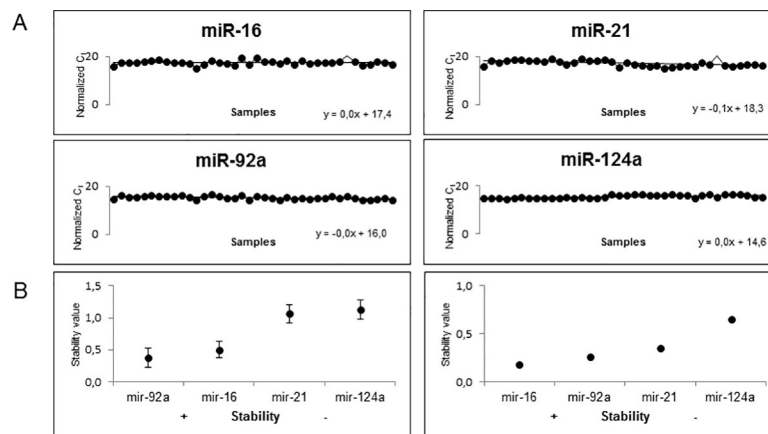 A
miR-16
Normalized CT
20
0
Samples
y = 0,0x + 17,4
miR-21
Normalized CT
20
0
Samples
y = -0,1x + 18,3
miR-92a
Normalized CT
20
0
Samples
y = -0,0x + 16,0
miR-124a
Normalized CT
20
0
Samples
y = 0,0x + 14,6
B
Stability value
1,5
1,0
0,5
0,0
mir-92a mir-16 mir-21 mir-124a
+ Stability -
Stability value
1,0
0,5
0,0
mir-16 mir-92a mir-21 mir-124a
+ Stability -